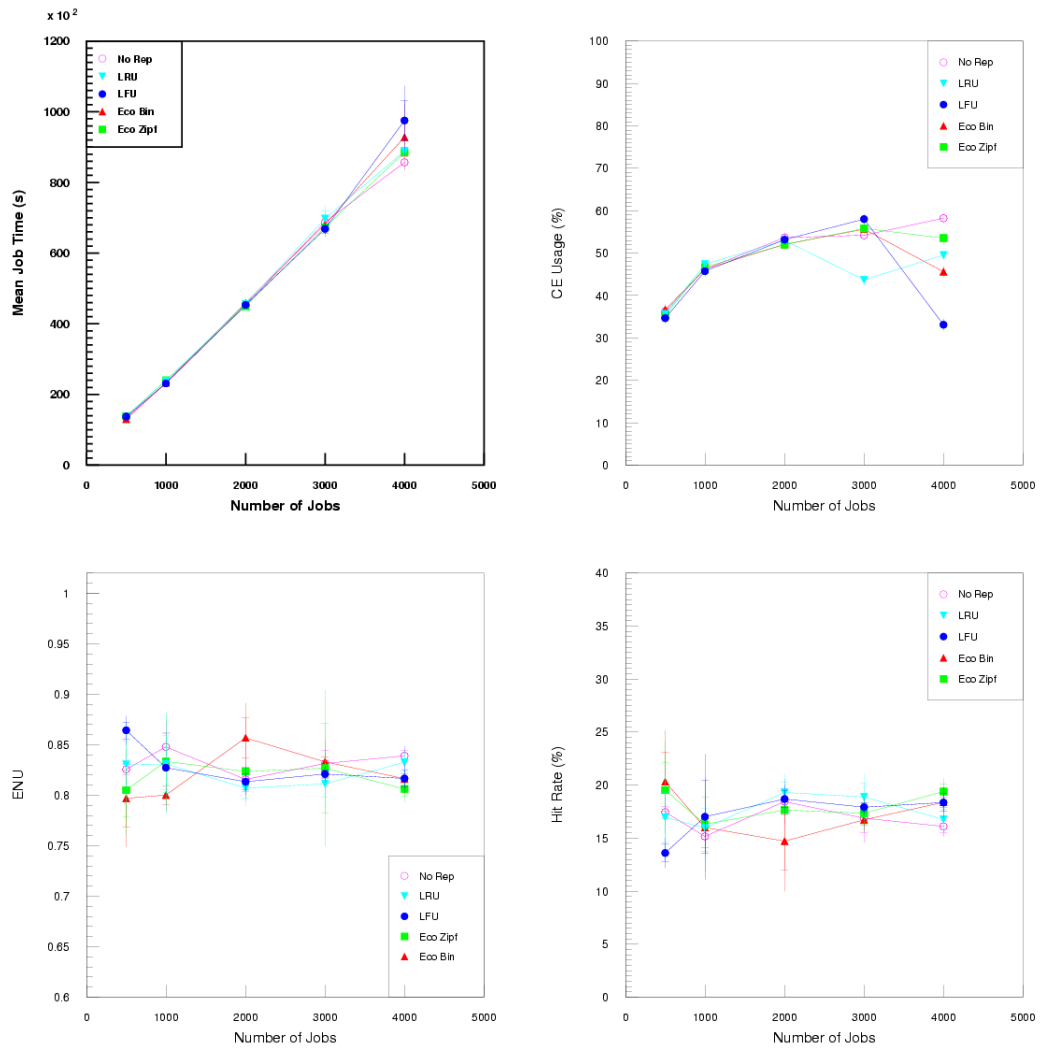 x 10²
1200
1000
800
600
400
200
0
No Rep
LRU
LFU
Eco Bin
Eco Zipf
Mean Job Time (s)
0 1000 2000 3000 4000 5000
Number of Jobs
100
90
80
70
60
50
40
30
20
10
0
No Rep
LRU
LFU
Eco Bin
Eco Zipf
CE Usage (%)
0 1000 2000 3000 4000 5000
Number of Jobs
1
0.95
0.9
0.85
0.8
0.75
0.7
0.65
0.6
No Rep
LRU
LFU
Eco Zipf
Eco Bin
ENU
0 1000 2000 3000 4000 5000
Number of Jobs
40
35
30
25
20
15
10
5
0
No Rep
LRU
LFU
Eco Bin
Eco Zipf
Hit Rate (%)
0 1000 2000 3000 4000 5000
Number of Jobs